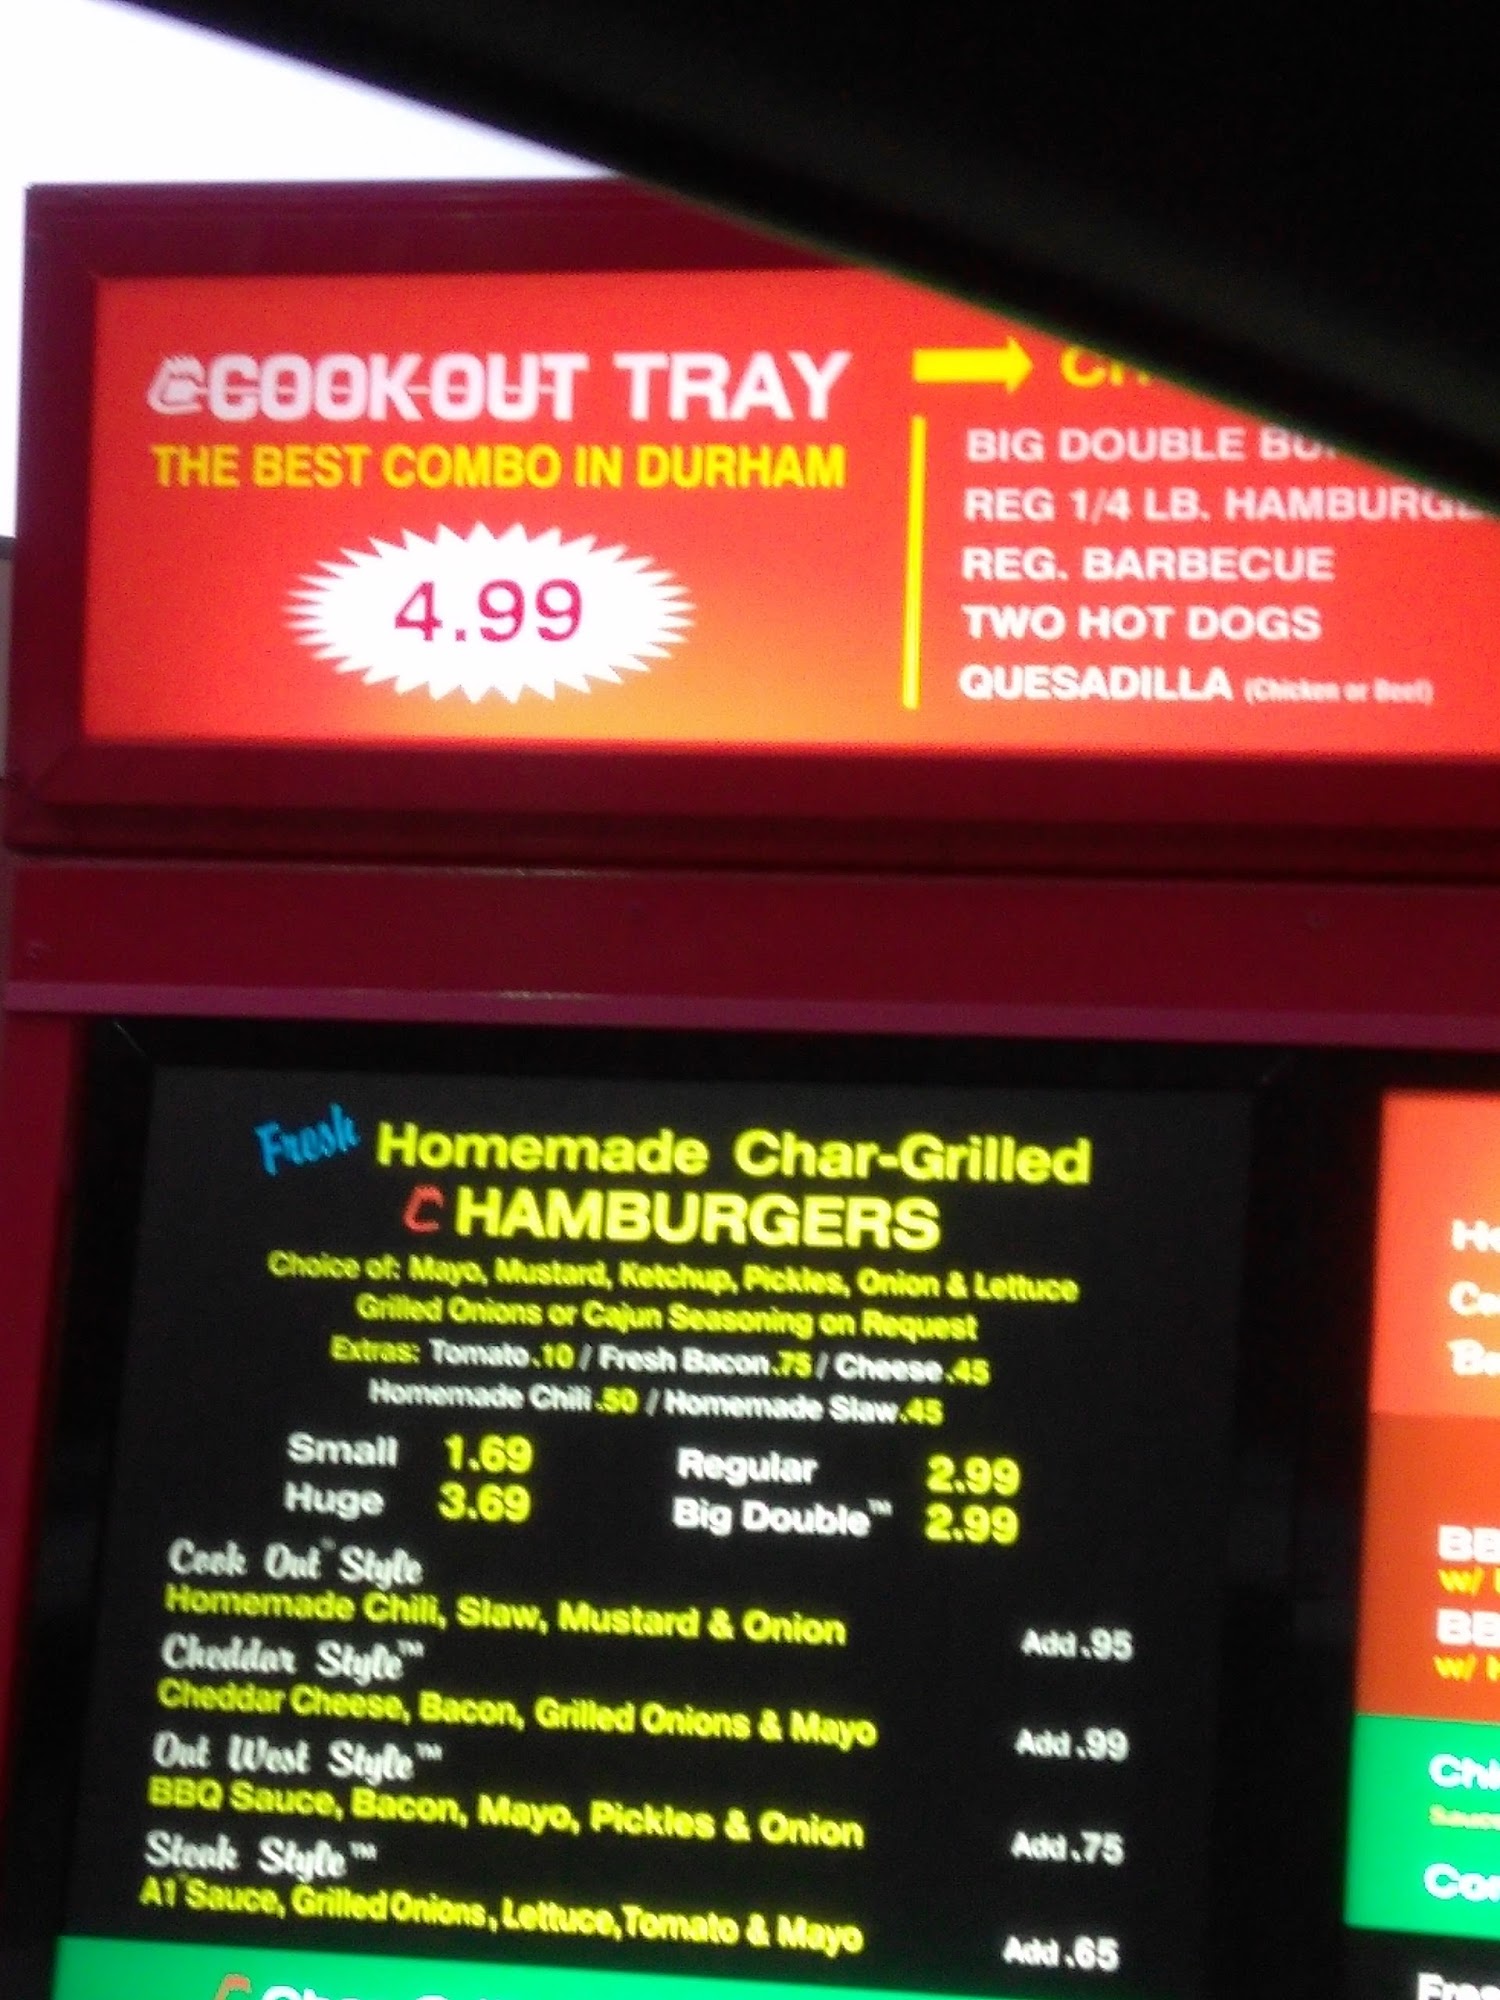 COOK-OUT TRAY
THE BEST COMBO IN DURHAM
4.99
BIG DOUBLE
REG 1/4 LB.
REG. BARBECUE
TWO HOT DOGS
QUESADILLA (Chicken or Beef)
Fresh Homemade Char-Grilled
HAMBURGERS
Choice of: Mayo, Mustard, Ketchup, Pickles, Onion & Lettuce
Grilled Onions or Cajun Seasoning on Request
Extras: Tomato .10 / Fresh Bacon .75 / Cheese .45
Homemade Chili .50 / Homemade Slaw .45
Small 1.69 Regular 2.99
Huge 3.69 Big Double™ 2.99
Cook Out™ Style
Homemade Chili, Slaw, Mustard & Onion Add .95
Cheddar Style™
Cheddar Cheese, Bacon, Grilled Onions & Mayo Add .99
Out West Style™
BBQ Sauce, Bacon, Mayo, Pickles & Onion Add .75
Steak Style™
A1 Sauce, Grilled Onions, Lettuce, Tomato & Mayo Add .65
w/
w/